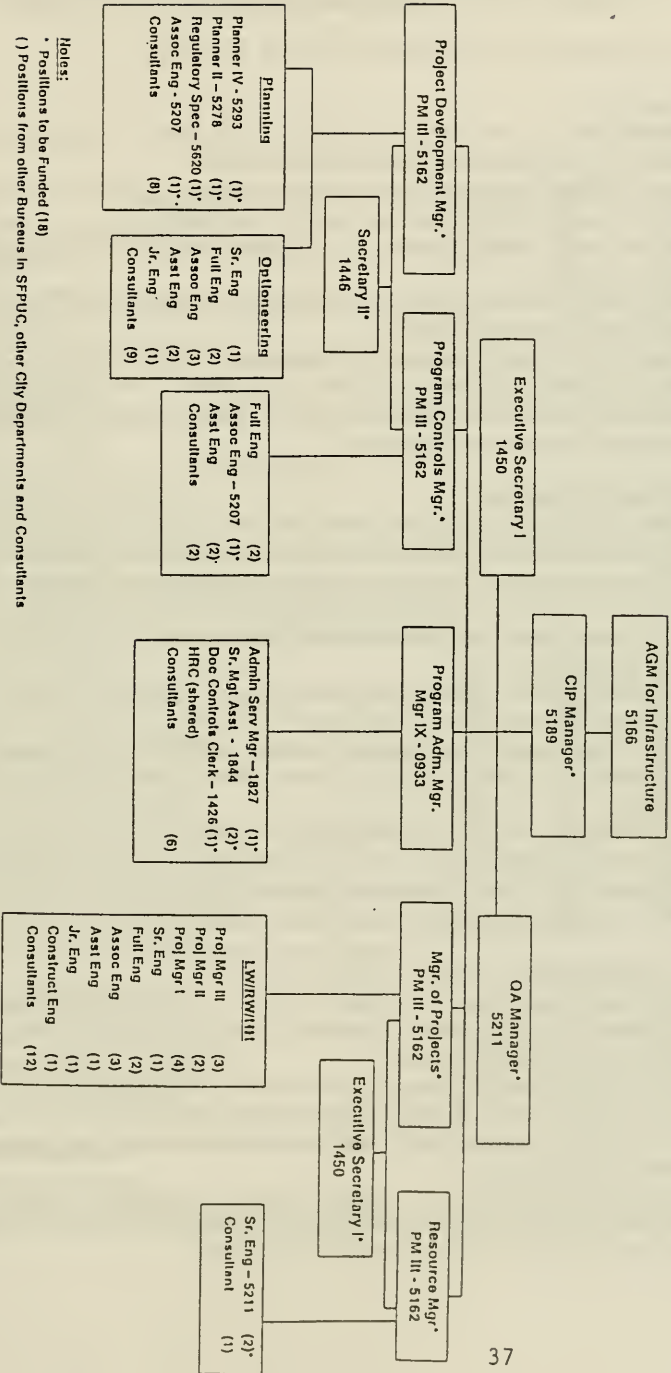 AGM for Infrastructure
5166
CIP Manager*
5189
Executive Secretary I
1450
QA Manager*
5211
Project Development Mgr.*
PM III - 5162
Program Controls Mgr.*
PM III - 5162
Program Adm. Mgr.
Mgr IX - 0933
Mgr. of Projects*
PM III - 5162
Resource Mgr*
PM III - 5162
Secretary II*
1446
Executive Secretary I*
1450
Planning
Planner IV - 5293 (1)*
Planner II – 5278 (1)*
Regulatory Spec – 5620 (1)*
Assoc Eng - 5207 (1)*
Consultants (8)
Optioneering
Sr. Eng (1)
Full Eng (2)
Assoc Eng (3)
Asst Eng (2)
Jr. Eng (1)
Consultants (9)
Full Eng (2)
Assoc Eng – 5207 (1)*
Asst Eng (2)
Consultants (2)
Admin Serv Mgr – 1827 (1)*
Sr. Mgt Asst - 1844 (2)*
Doc Controls Clerk – 1426 (1)*
HRC (shared)
Consultants (6)
Proj Mgr III (3)
Proj Mgr II (2)
Proj Mgr I (4)
Sr. Eng (1)
Full Eng (2)
Assoc Eng (3)
Asst Eng (1)
Jr. Eng (1)
Construct Eng (1)
Consultants (12)
Sr. Eng – 5211 (2)*
Consultant (1)
Notes:
* Positions to be Funded (18)
() Positions from other Bureaus in SFPUC, other City Departments and Consultants
37